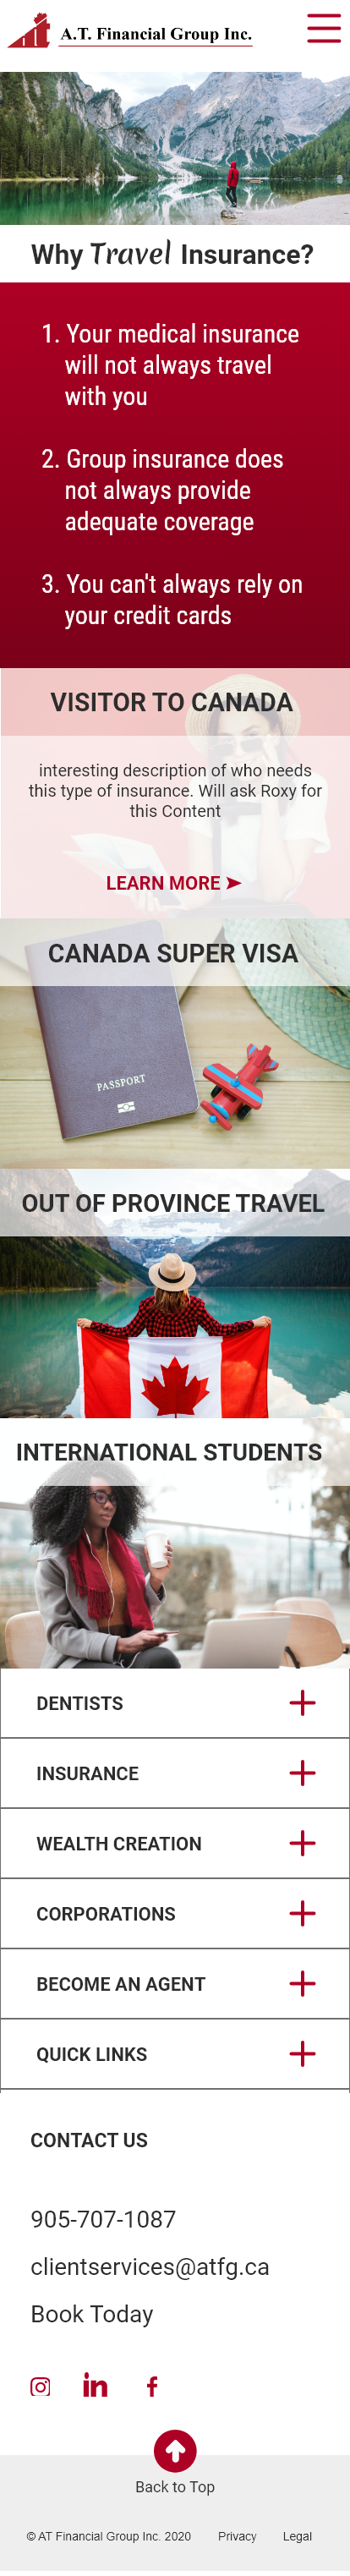 A.T. Financial Group Inc.
Why Travel Insurance?
1. Your medical insurance
will not always travel
with you
2. Group insurance does
not always provide
adequate coverage
3. You can't always rely on
your credit cards
VISITOR TO CANADA
interesting description of who needs
this type of insurance. Will ask Roxy for
this Content
LEARN MORE
CANADA SUPER VISA
PASSPORT
OUT OF PROVINCE TRAVEL
INTERNATIONAL STUDENTS
DENTISTS
INSURANCE
WEALTH CREATION
CORPORATIONS
BECOME AN AGENT
QUICK LINKS
CONTACT US
905-707-1087
clientservices@atfg.ca
Book Today
Back to Top
© AT Financial Group Inc. 2020 Privacy Legal